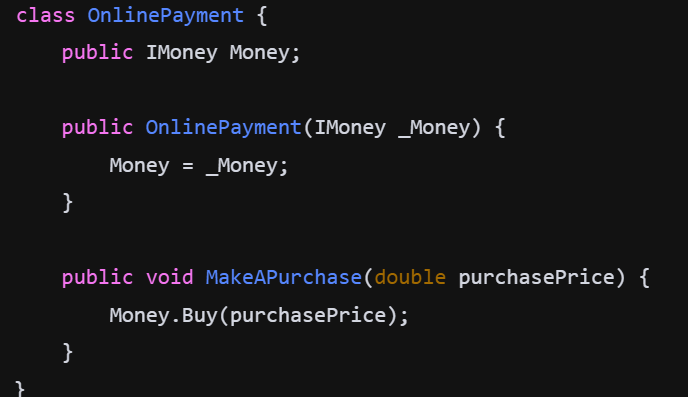 class OnlinePayment {
    public IMoney Money;

    public OnlinePayment(IMoney _Money) {
        Money = _Money;
    }

    public void MakeAPurchase(double purchasePrice) {
        Money.Buy(purchasePrice);
    }
}